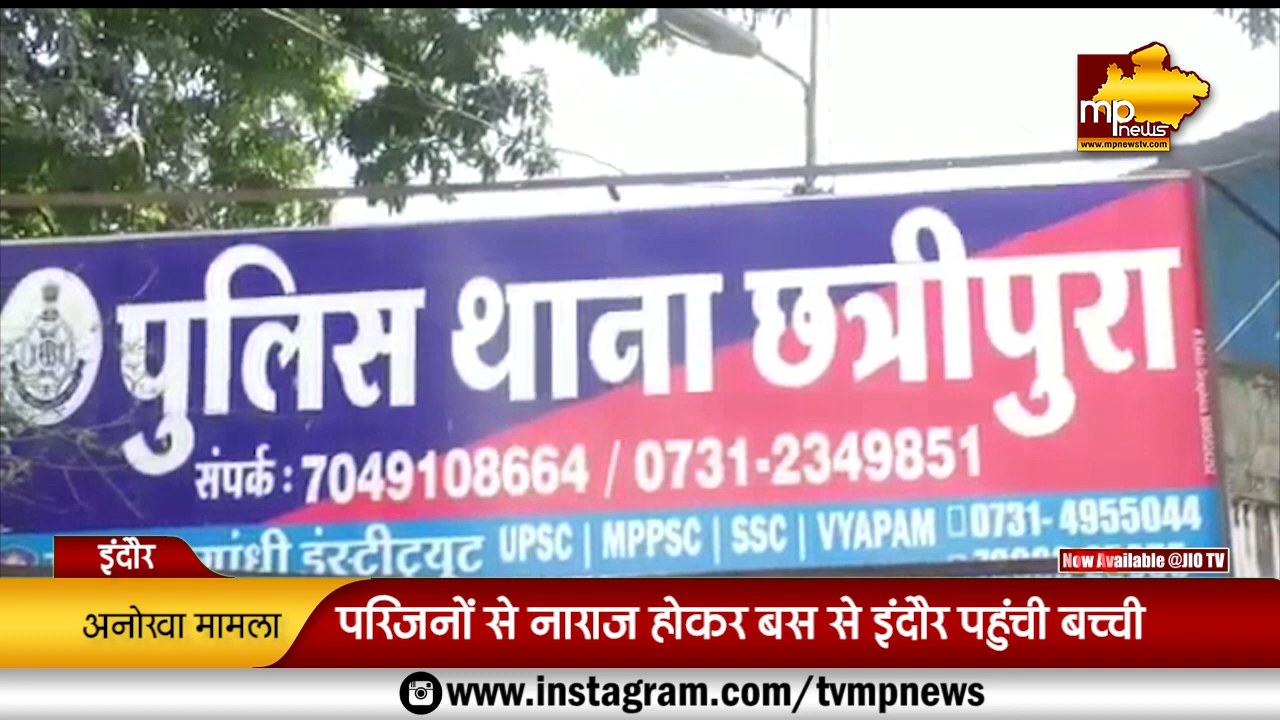 mp
news
www.mpnewstv.com
पुलिस थाना छत्रीपुरा
संपर्क : 7049108664 / 0731-2349851
गांधी इंस्टीट्यूट UPSC | MPPSC | SSC | VYAPAM 0731- 4955044
इंदौर
Now Available @JIO TV
अनोखा मामला
परिजनों से नाराज होकर बस से इंदौर पहुंची बच्ची
www.instagram.com/tvmpnews